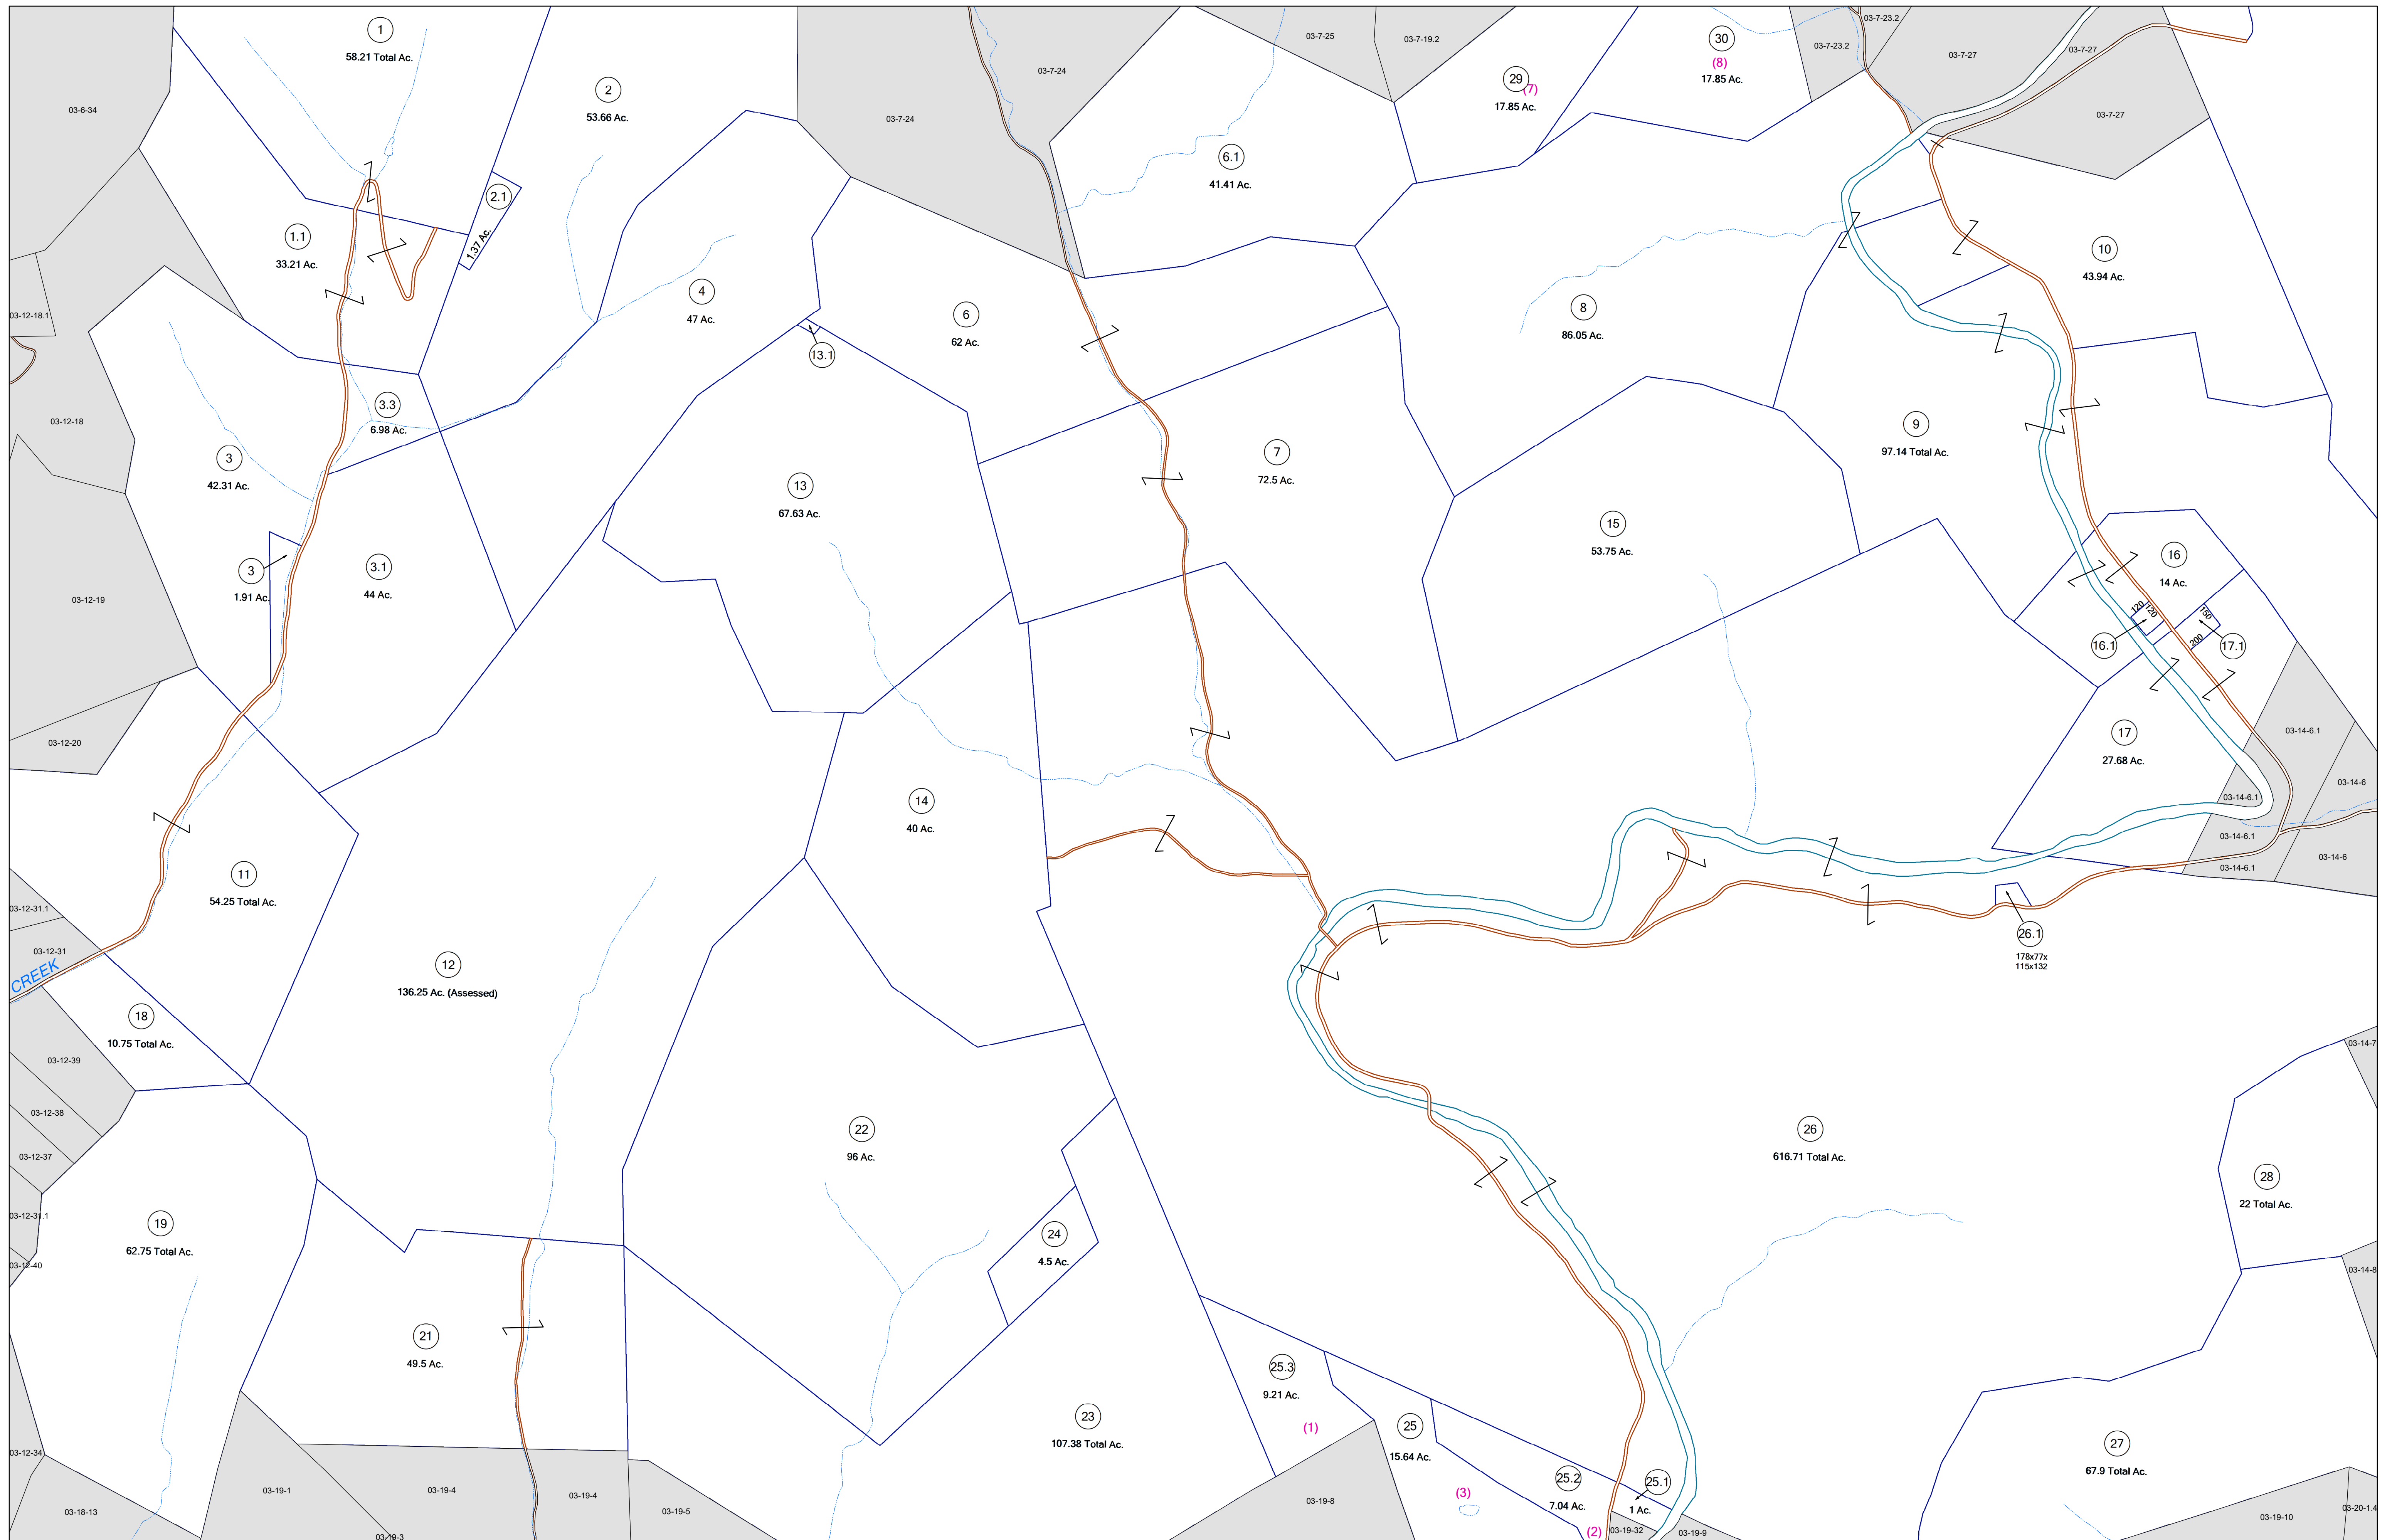 1
58.21 Total Ac.
2
53.66 Ac.
03-7-24
03-7-24
03-7-25
03-7-19.2
29
(7)
17.85 Ac.
30
(8)
17.85 Ac.
03-7-23.2
03-7-23.2
03-7-27
03-7-27
03-7-27
03-6-34
6.1
41.41 Ac.
2.1
1.37 Ac.
1.1
33.21 Ac.
10
43.94 Ac.
4
47 Ac.
6
62 Ac.
8
86.05 Ac.
03-12-18.1
13.1
3.3
6.98 Ac.
03-12-18
3
42.31 Ac.
13
67.63 Ac.
7
72.5 Ac.
9
97.14 Total Ac.
15
53.75 Ac.
16
14 Ac.
3
1.91 Ac.
3.1
44 Ac.
03-12-19
120
120
16.1
150
200
17.1
03-12-20
17
27.68 Ac.
03-14-6.1
03-14-6
03-14-6.1
03-14-6.1
03-14-6
03-14-6.1
14
40 Ac.
11
54.25 Total Ac.
03-12-31.1
03-12-31
CREEK
12
136.25 Ac. (Assessed)
26.1
178x77x
115x132
18
10.75 Total Ac.
03-12-39
03-12-38
03-12-37
03-12-31.1
03-12-40
03-14-7
22
96 Ac.
26
616.71 Total Ac.
28
22 Total Ac.
19
62.75 Total Ac.
24
4.5 Ac.
03-14-8
21
49.5 Ac.
25.3
9.21 Ac.
(1)
23
107.38 Total Ac.
25
15.64 Ac.
(3)
25.2
7.04 Ac.
(2)
25.1
1 Ac.
27
67.9 Total Ac.
03-12-34
03-18-13
03-19-1
03-19-4
03-19-4
03-19-3
03-19-5
03-19-8
03-19-32
03-19-9
03-19-10
03-20-1.4